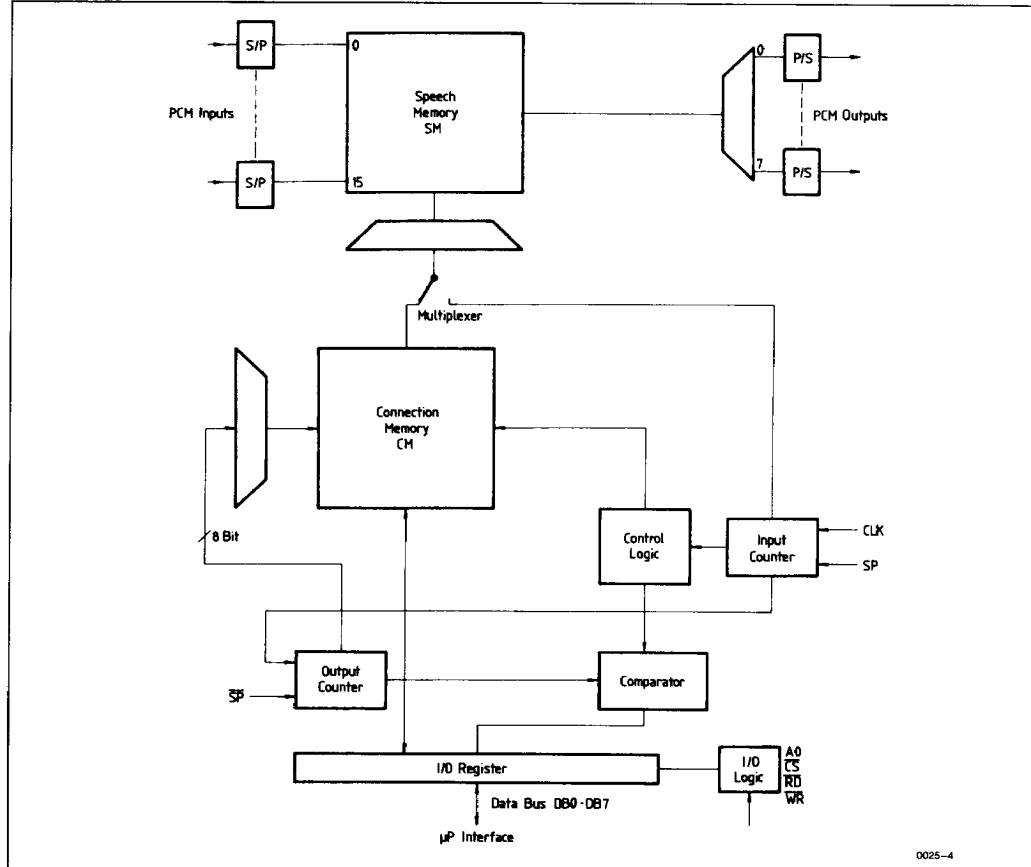 S/P
0
Speech
Memory
SM
0
P/S
PCM Inputs
PCM Outputs
S/P
15
7
P/S
Multiplexer
Connection
Memory
CM
8 Bit
Control
Logic
Input
Counter
CLK
SP
Output
Counter
SP
Comparator
I/O Register
I/O
Logic
A0
CS
RD
WR
Data Bus DB0-DB7
µP Interface
0025-4